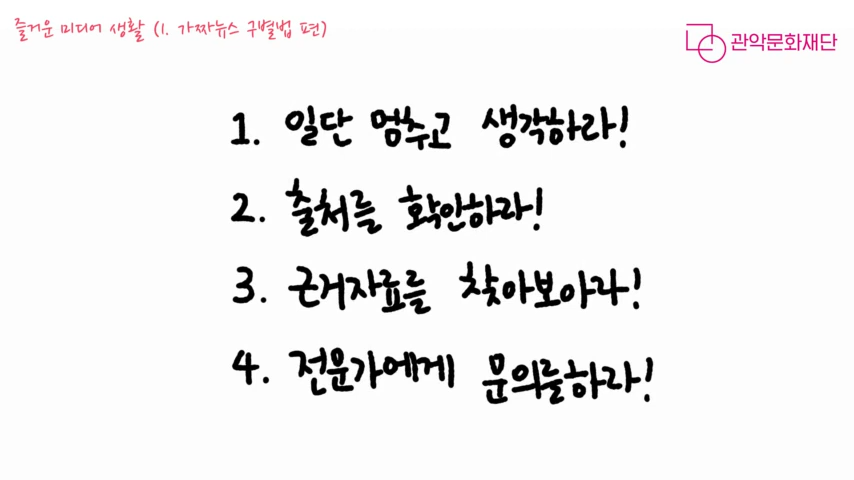 즐거운 미디어 생활 (1. 가짜뉴스 구별법 편)
관악문화재단
1. 일단 멈추고 생각하라!
2. 출처를 확인하라!
3. 근거자료를 찾아보아라!
4. 전문가에게 문의를하라!